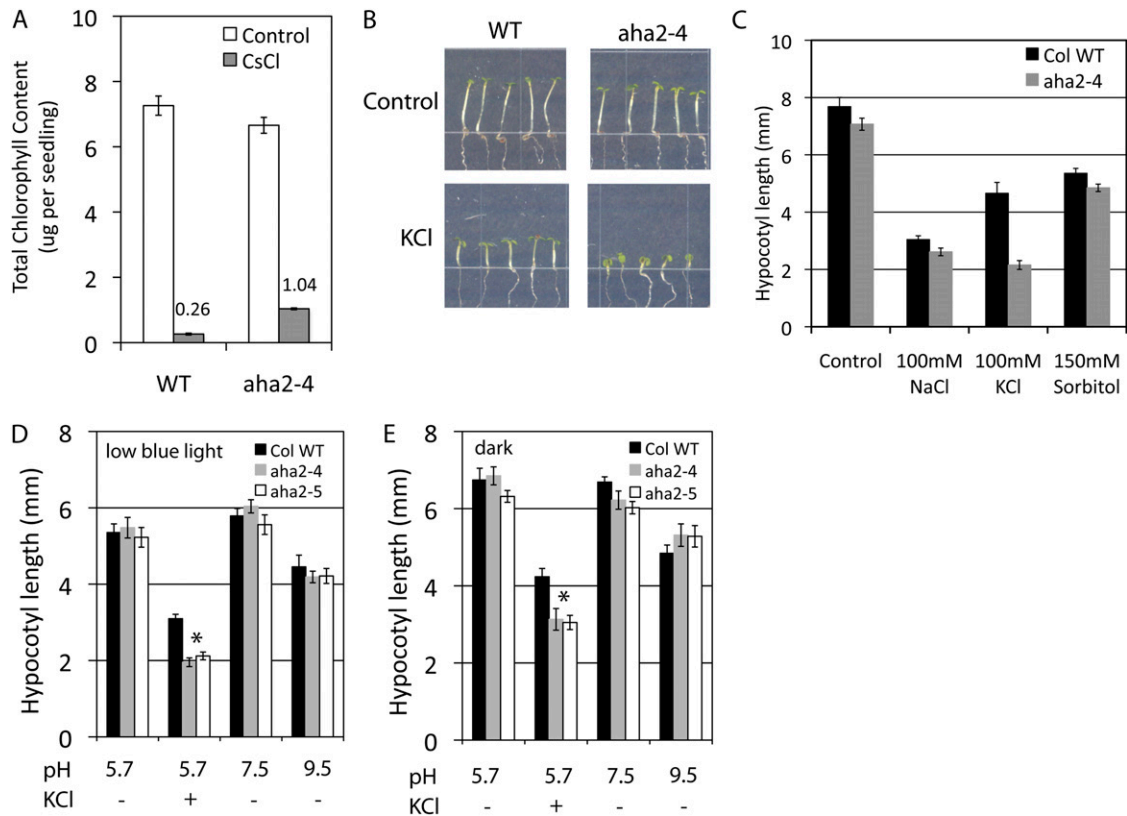 A
Total Chlorophyll Content
(ug per seedling)
10
8
6
4
2
0
Control
CsCl
0.26
1.04
WT
aha2-4
B
WT
aha2-4
Control
KCl
C
Hypocotyl length (mm)
10
8
6
4
2
0
Col WT
aha2-4
Control
100mM
NaCl
100mM
KCl
150mM
Sorbitol
D
Hypocotyl length (mm)
8
6
4
2
0
low blue light
Col WT
aha2-4
aha2-5
*
pH 5.7 5.7 7.5 9.5
KCl - + - -
E
Hypocotyl length (mm)
8
6
4
2
0
dark
Col WT
aha2-4
aha2-5
*
pH 5.7 5.7 7.5 9.5
KCl - + - -